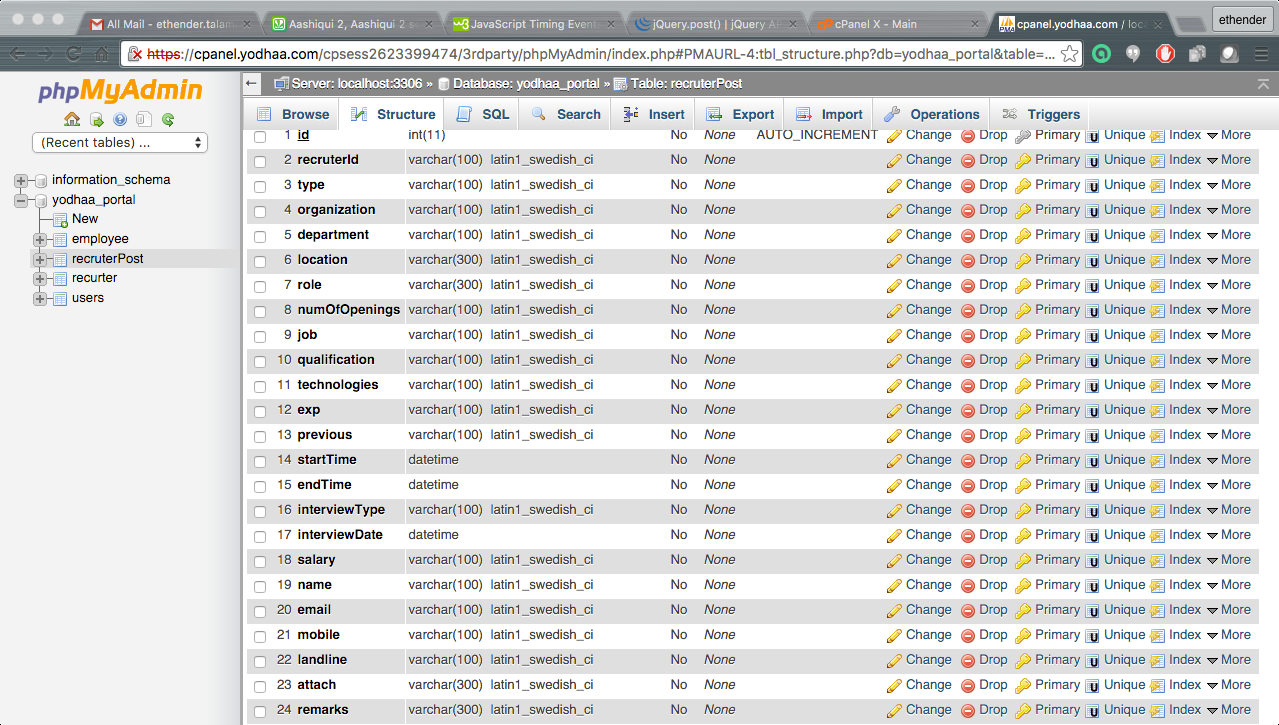 All Mail - ethender.talam
Aashiqui 2, Aashiqui 2 s
JavaScript Timing Event
jQuery.post() | jQuery A
cPanel X - Main
cpanel.yodhaa.com / loc
ethender
https://cpanel.yodhaa.com/cpsess2623399474/3rdparty/phpMyAdmin/index.php#PMAURL-4:tbl_structure.php?db=yodhaa_portal&table=...
phpMyAdmin
(Recent tables) ...
information_schema
yodhaa_portal
New
employee
recruterPost
recurter
users
Server: localhost:3306 » Database: yodhaa_portal » Table: recruterPost
Browse Structure SQL Search Insert Export Import Operations Triggers
1 id int(11) No None AUTO_INCREMENT Change Drop Primary Unique Index More
2 recruterId varchar(100) latin1_swedish_ci No None Change Drop Primary Unique Index More
3 type varchar(100) latin1_swedish_ci No None Change Drop Primary Unique Index More
4 organization varchar(100) latin1_swedish_ci No None Change Drop Primary Unique Index More
5 department varchar(100) latin1_swedish_ci No None Change Drop Primary Unique Index More
6 location varchar(300) latin1_swedish_ci No None Change Drop Primary Unique Index More
7 role varchar(300) latin1_swedish_ci No None Change Drop Primary Unique Index More
8 numOfOpenings varchar(100) latin1_swedish_ci No None Change Drop Primary Unique Index More
9 job varchar(100) latin1_swedish_ci No None Change Drop Primary Unique Index More
10 qualification varchar(100) latin1_swedish_ci No None Change Drop Primary Unique Index More
11 technologies varchar(100) latin1_swedish_ci No None Change Drop Primary Unique Index More
12 exp varchar(100) latin1_swedish_ci No None Change Drop Primary Unique Index More
13 previous varchar(100) latin1_swedish_ci No None Change Drop Primary Unique Index More
14 startTime datetime No None Change Drop Primary Unique Index More
15 endTime datetime No None Change Drop Primary Unique Index More
16 interviewType varchar(100) latin1_swedish_ci No None Change Drop Primary Unique Index More
17 interviewDate datetime No None Change Drop Primary Unique Index More
18 salary varchar(100) latin1_swedish_ci No None Change Drop Primary Unique Index More
19 name varchar(100) latin1_swedish_ci No None Change Drop Primary Unique Index More
20 email varchar(100) latin1_swedish_ci No None Change Drop Primary Unique Index More
21 mobile varchar(100) latin1_swedish_ci No None Change Drop Primary Unique Index More
22 landline varchar(100) latin1_swedish_ci No None Change Drop Primary Unique Index More
23 attach varchar(300) latin1_swedish_ci No None Change Drop Primary Unique Index More
24 remarks varchar(300) latin1_swedish_ci No None Change Drop Primary Unique Index More